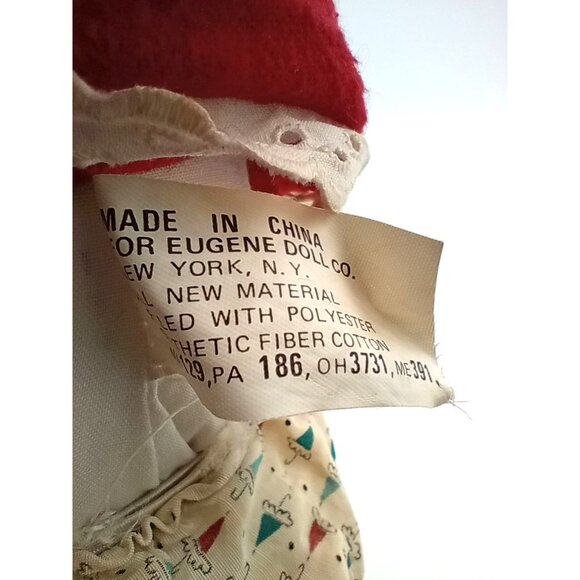 MADE IN CHINA
FOR EUGENE DOLL CO.
EW YORK, N.Y.
L NEW MATERIAL
LED WITH POLYESTER
THETIC FIBER COTTON
129, PA 186, OH3731, ME391.